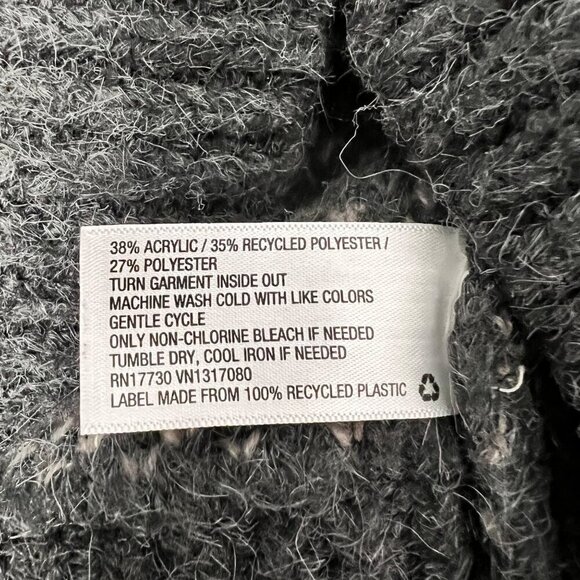 38% ACRYLIC / 35% RECYCLED POLYESTER /
27% POLYESTER
TURN GARMENT INSIDE OUT
MACHINE WASH COLD WITH LIKE COLORS
GENTLE CYCLE
ONLY NON-CHLORINE BLEACH IF NEEDED
TUMBLE DRY, COOL IRON IF NEEDED
RN17730 VN1317080
LABEL MADE FROM 100% RECYCLED PLASTIC